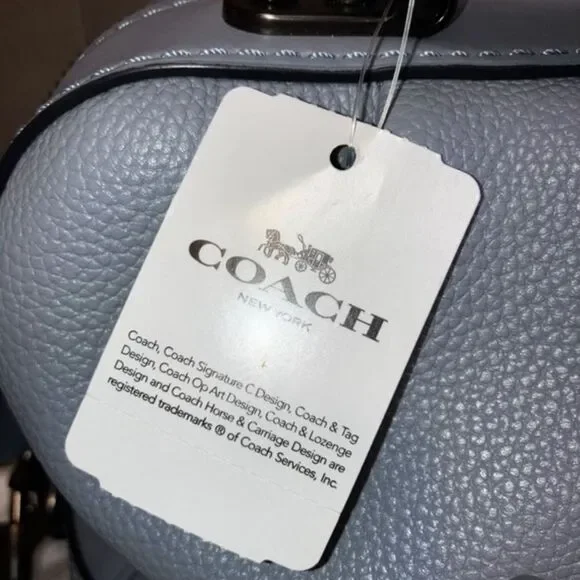 COACH
NEW YORK
Coach, Coach Signature C Design, Coach & Tag
Design, Coach Op Art Design, Coach & Lozenge
Design and Coach Horse & Carriage Design are
registered trademarks ® of Coach Services, Inc.